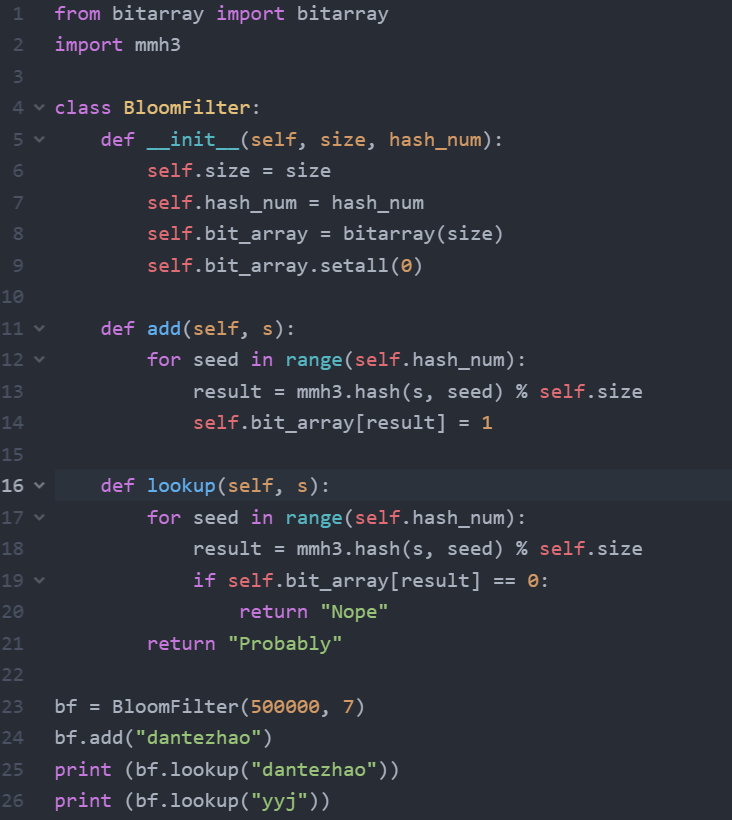 1 from bitarray import bitarray
2 import mmh3
3
4 class BloomFilter:
5     def __init__(self, size, hash_num):
6         self.size = size
7         self.hash_num = hash_num
8         self.bit_array = bitarray(size)
9         self.bit_array.setall(0)
10
11     def add(self, s):
12         for seed in range(self.hash_num):
13             result = mmh3.hash(s, seed) % self.size
14             self.bit_array[result] = 1
15
16     def lookup(self, s):
17         for seed in range(self.hash_num):
18             result = mmh3.hash(s, seed) % self.size
19             if self.bit_array[result] == 0:
20                 return "Nope"
21         return "Probably"
22
23 bf = BloomFilter(500000, 7)
24 bf.add("dantezhao")
25 print (bf.lookup("dantezhao"))
26 print (bf.lookup("yyj"))